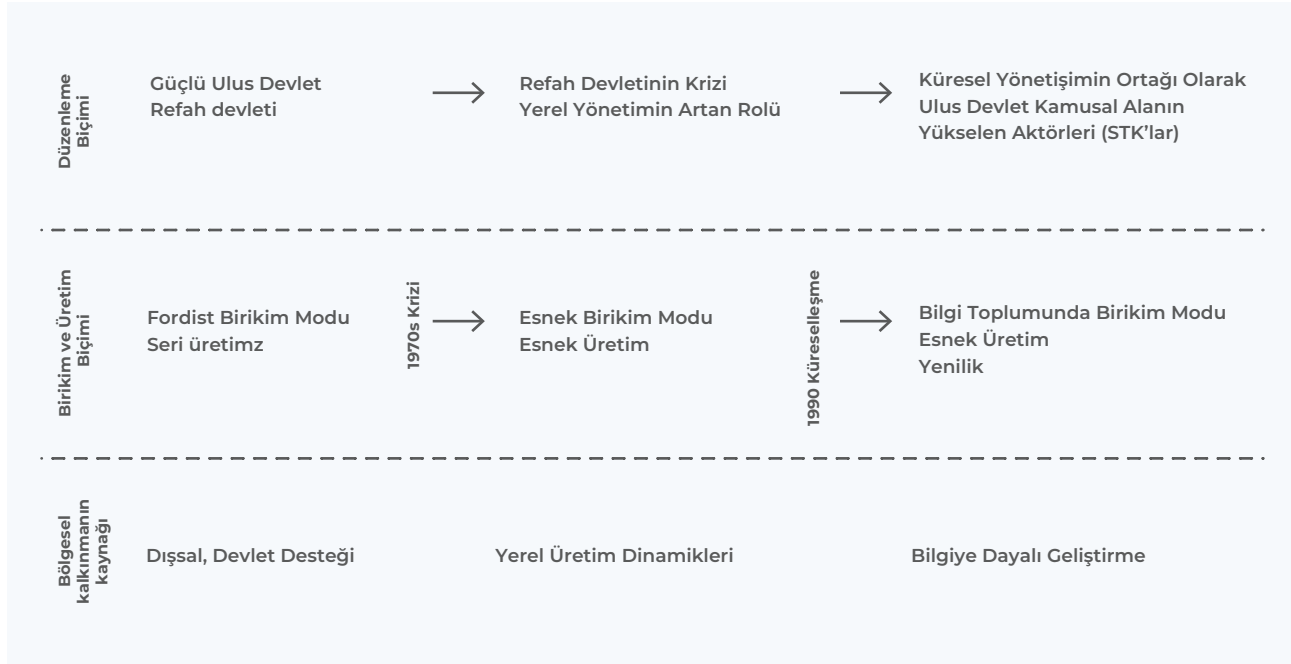 Düzenleme
Biçimi
Güçlü Ulus Devlet
Refah devleti
Refah Devletinin Krizi
Yerel Yönetimin Artan Rolü
Küresel Yönetişimin Ortağı Olarak
Ulus Devlet Kamusal Alanın
Yükselen Aktörleri (STK’lar)
Birikim ve Üretim
Biçimi
Fordist Birikim Modu
Seri üretimz
1970s Krizi
Esnek Birikim Modu
Esnek Üretim
1990 Küreselleşme
Bilgi Toplumunda Birikim Modu
Esnek Üretim
Yenilik
Bölgesel
kalkınmanın
kaynağı
Dışsal, Devlet Desteği
Yerel Üretim Dinamikleri
Bilgiye Dayalı Geliştirme